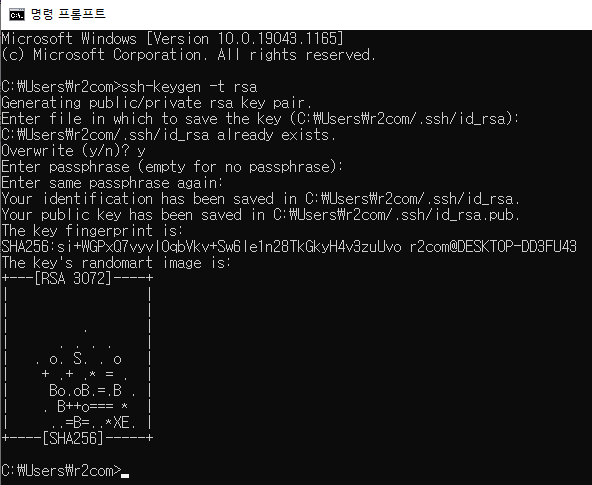 명령 프롬프트
Microsoft Windows [Version 10.0.19043.1165]
(c) Microsoft Corporation. All rights reserved.
C:₩Users₩r2com>ssh-keygen -t rsa
Generating public/private rsa key pair.
Enter file in which to save the key (C:₩Users₩r2com/.ssh/id_rsa):
C:₩Users₩r2com/.ssh/id_rsa already exists.
Overwrite (y/n)? y
Enter passphrase (empty for no passphrase):
Enter same passphrase again:
Your identification has been saved in C:₩Users₩r2com/.ssh/id_rsa.
Your public key has been saved in C:₩Users₩r2com/.ssh/id_rsa.pub.
The key fingerprint is:
SHA256:si+WGPxQ7vyvlOqbVkv+Sw6le1n28TkGkyH4v3zuUvo r2com@DESKTOP-DD3FU43
The key's randomart image is:
+---[RSA 3072]----+
|                 |
|                 |
|         .       |
|      . . . .    |
|   . o. S. . o   |
|    + .+ .* = .  |
|     Bo.oB.=.B . |
|    . B++o=== *  |
|     ..=B=..*XE. |
+----[SHA256]-----+
C:₩Users₩r2com>